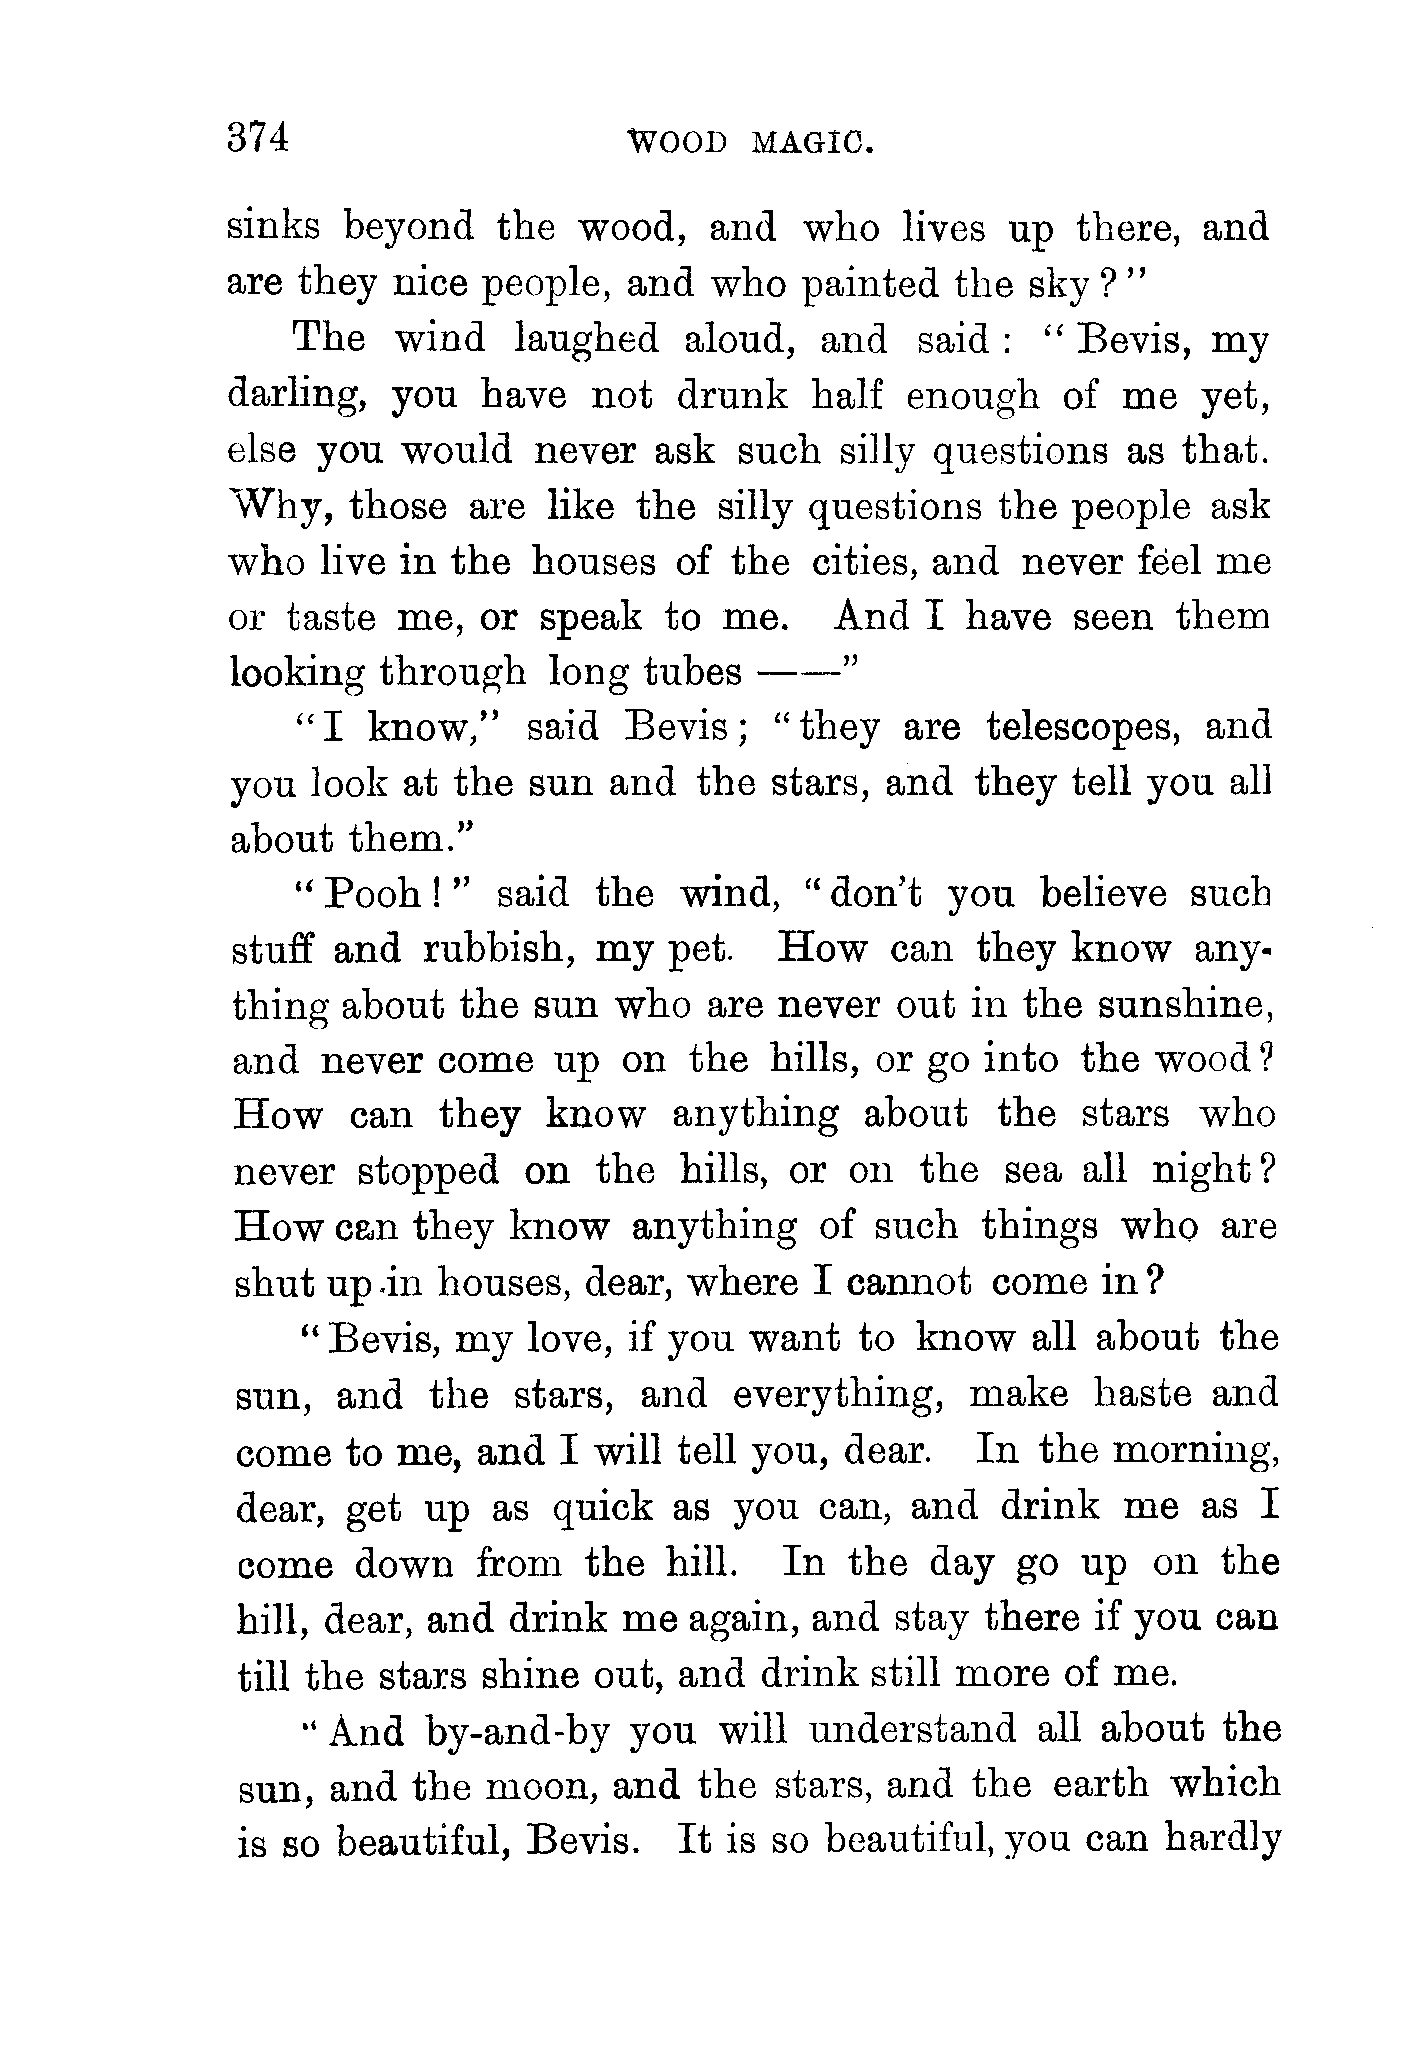 374 WOOD MAGIC.
sinks beyond the wood, and who lives up there, and
are they nice people, and who painted the sky?"
The wind laughed aloud, and said: "Bevis, my
darling, you have not drunk half enough of me yet,
else you would never ask such silly questions as that.
Why, those are like the silly questions the people ask
who live in the houses of the cities, and never feel me
or taste me, or speak to me. And I have seen them
looking through long tubes ——"
"I know," said Bevis; "they are telescopes, and
you look at the sun and the stars, and they tell you all
about them."
"Pooh!" said the wind, "don't you believe such
stuff and rubbish, my pet. How can they know any-
thing about the sun who are never out in the sunshine,
and never come up on the hills, or go into the wood?
How can they know anything about the stars who
never stopped on the hills, or on the sea all night?
How can they know anything of such things who are
shut up in houses, dear, where I cannot come in?
"Bevis, my love, if you want to know all about the
sun, and the stars, and everything, make haste and
come to me, and I will tell you, dear. In the morning,
dear, get up as quick as you can, and drink me as I
come down from the hill. In the day go up on the
hill, dear, and drink me again, and stay there if you can
till the stars shine out, and drink still more of me.
"And by-and-by you will understand all about the
sun, and the moon, and the stars, and the earth which
is so beautiful, Bevis. It is so beautiful, you can hardly